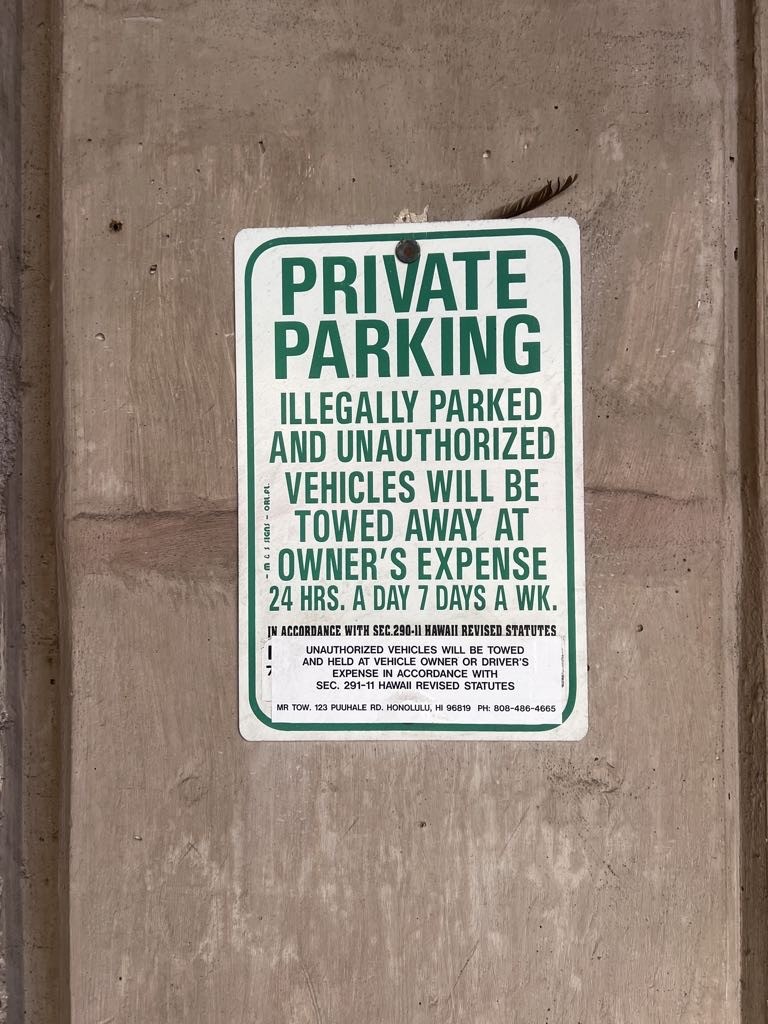 PRIVATE
PARKING
ILLEGALLY PARKED
AND UNAUTHORIZED
VEHICLES WILL BE
TOWED AWAY AT
OWNER'S EXPENSE
24 HRS. A DAY 7 DAYS A WK.
IN ACCORDANCE WITH SEC.290-11 HAWAII REVISED STATUTES
UNAUTHORIZED VEHICLES WILL BE TOWED
AND HELD AT VEHICLE OWNER OR DRIVER'S
EXPENSE IN ACCORDANCE WITH
SEC. 291-11 HAWAII REVISED STATUTES
MR TOW. 123 PUUHALE RD. HONOLULU, HI 96819 PH: 808-486-4665